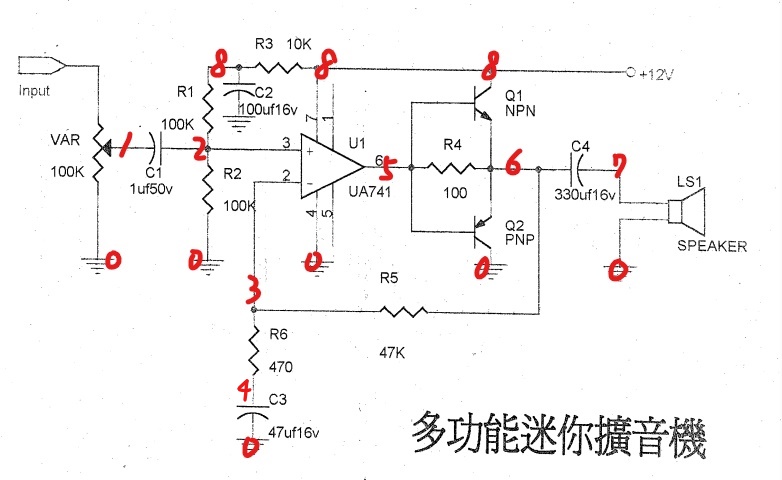 8
R3 10K
8
8
+12V
Input
R1
C2
100uf16v
Q1
NPN
100K
7
1
VAR
100K
1
C1
1uf50v
2
3
+
U1
6
5
R4
100
6
C4
330uf16v
7
R2
100K
2
-
UA741
4
5
Q2
PNP
LS1
SPEAKER
0
0
0
0
0
3
R5
47K
R6
470
4
C3
47uf16v
0
多功能迷你擴音機